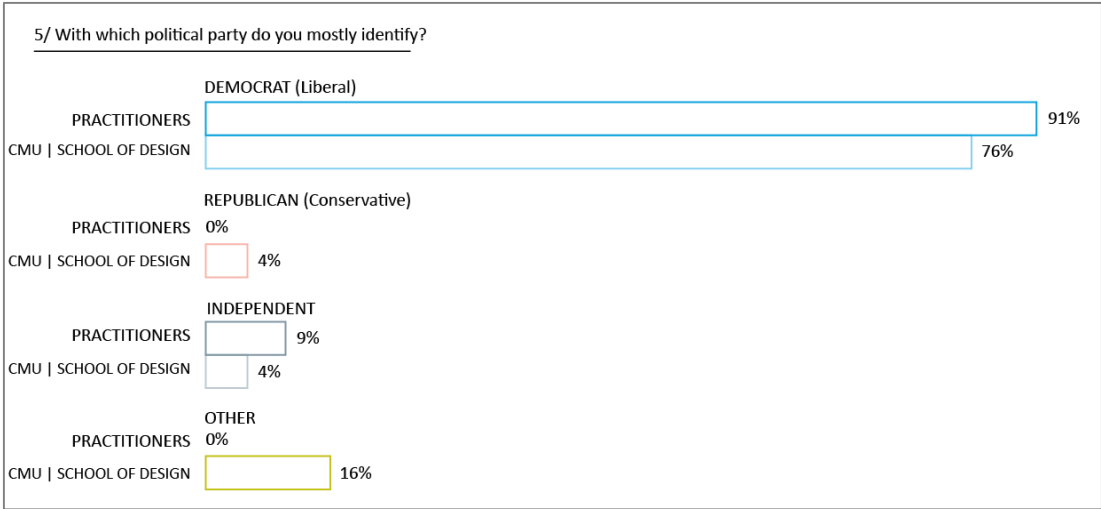 5/ With which political party do you mostly identify?
DEMOCRAT (Liberal)
PRACTITIONERS 91%
CMU | SCHOOL OF DESIGN 76%
REPUBLICAN (Conservative)
PRACTITIONERS 0%
CMU | SCHOOL OF DESIGN 4%
INDEPENDENT
PRACTITIONERS 9%
CMU | SCHOOL OF DESIGN 4%
OTHER
PRACTITIONERS 0%
CMU | SCHOOL OF DESIGN 16%